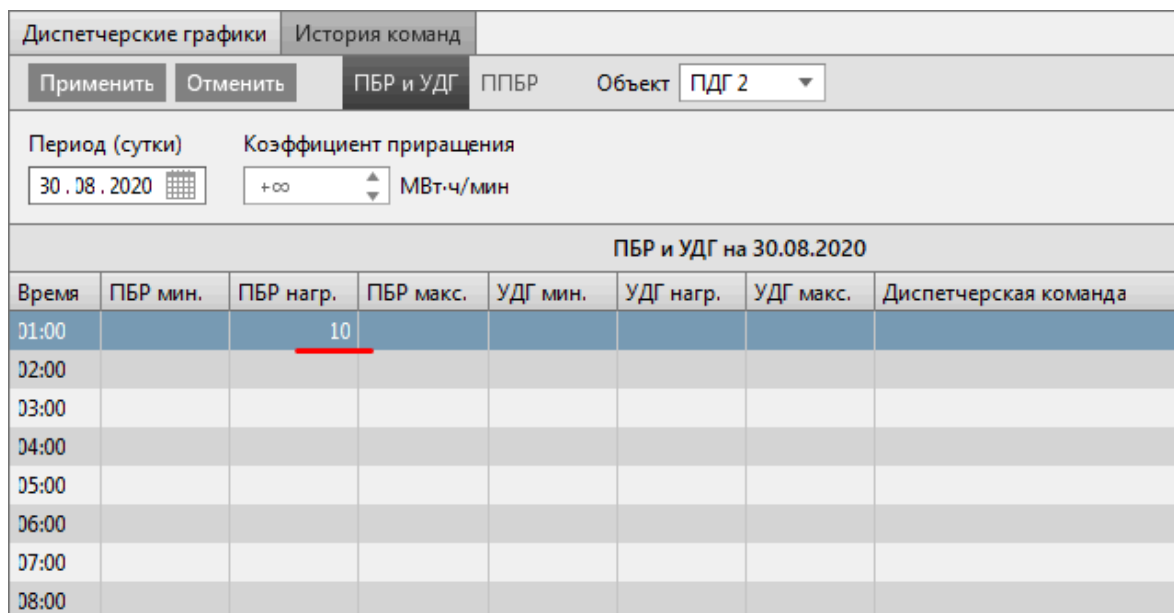 Диспетчерские графики История команд
Применить Отменить ПБР и УДГ ППБР Объект ПДГ 2
Период (сутки) Коэффициент приращения
30.08.2020 +∞ МВт·ч/мин
ПБР и УДГ на 30.08.2020
Время ПБР мин. ПБР нагр. ПБР макс. УДГ мин. УДГ нагр. УДГ макс. Диспетчерская команда
01:00 10
02:00
03:00
04:00
05:00
06:00
07:00
08:00